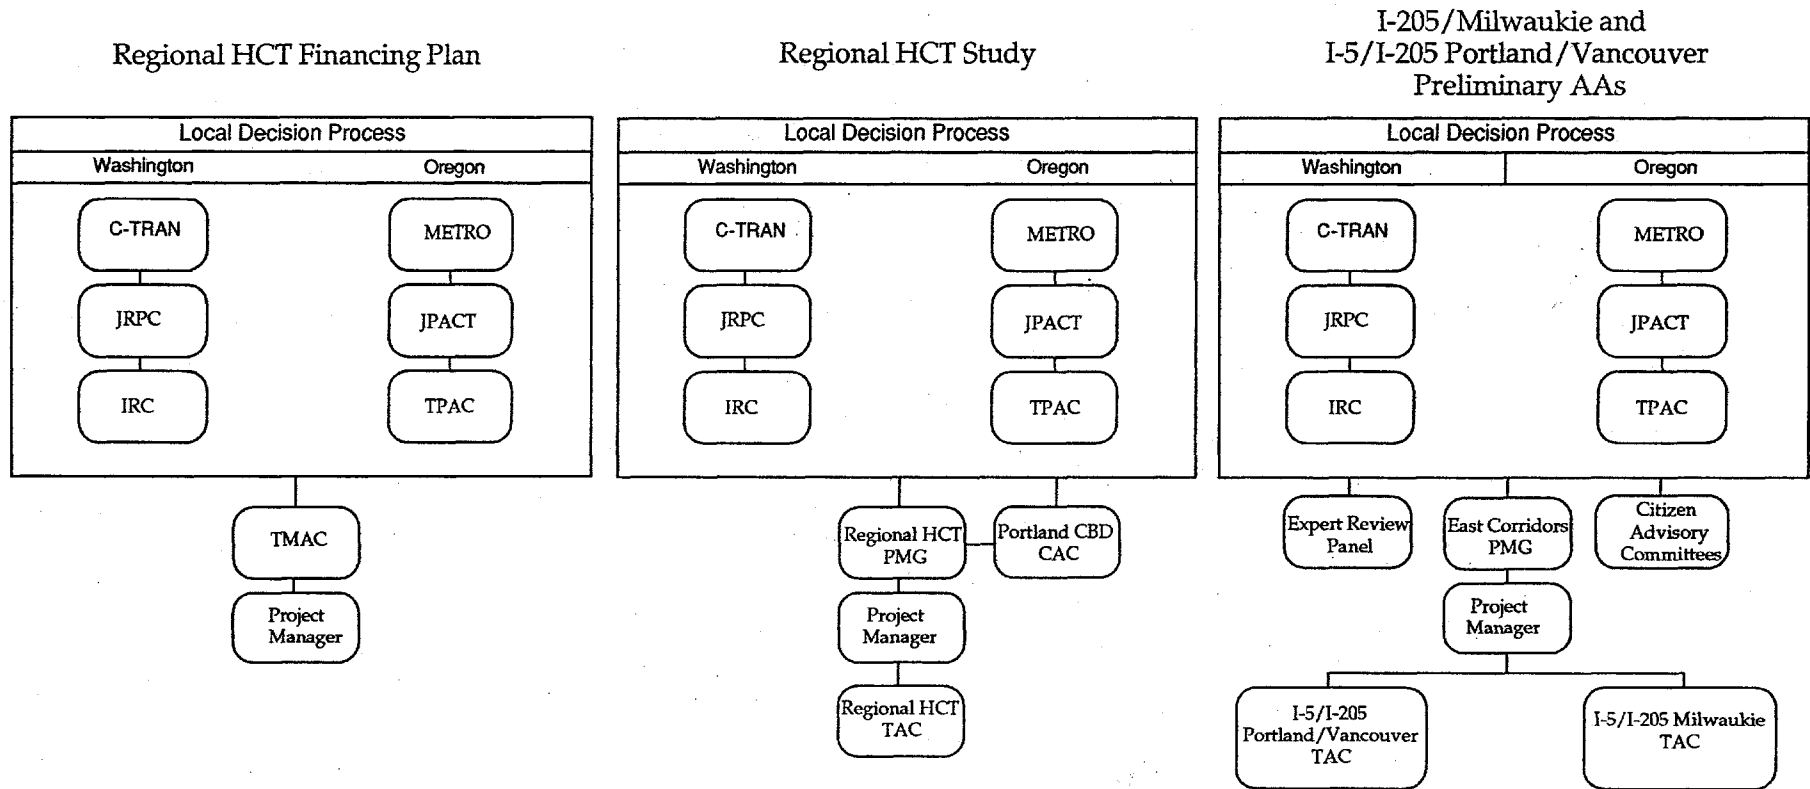 Regional HCT Financing Plan
Local Decision Process
Washington
Oregon
C-TRAN
METRO
JRPC
JPACT
IRC
TPAC
TMAC
Project
Manager
Regional HCT Study
Local Decision Process
Washington
Oregon
C-TRAN
METRO
JRPC
JPACT
IRC
TPAC
Regional HCT
PMG
Portland CBD
CAC
Project
Manager
Regional HCT
TAC
I-205/Milwaukie and
I-5/I-205 Portland/Vancouver
Preliminary AAs
Local Decision Process
Washington
Oregon
C-TRAN
METRO
JRPC
JPACT
IRC
TPAC
Expert Review
Panel
East Corridors
PMG
Citizen
Advisory
Committees
Project
Manager
I-5/I-205
Portland/Vancouver
TAC
I-5/I-205 Milwaukie
TAC